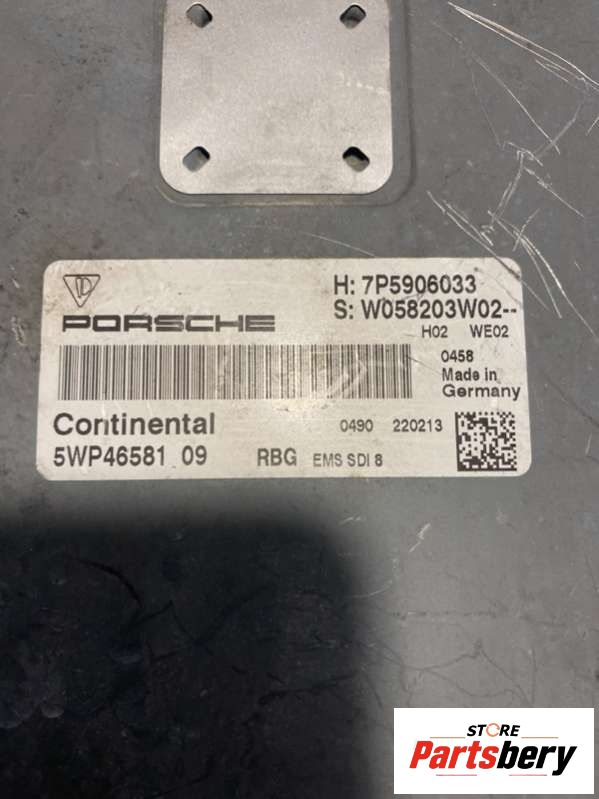 H: 7P5906033
PORSCHE
S: W058203W02--
H02 WE02
0458
Made in
Germany
Continental
0490 220213
5WP46581 09 RBG EMS SDI 8
STORE
Partsbery